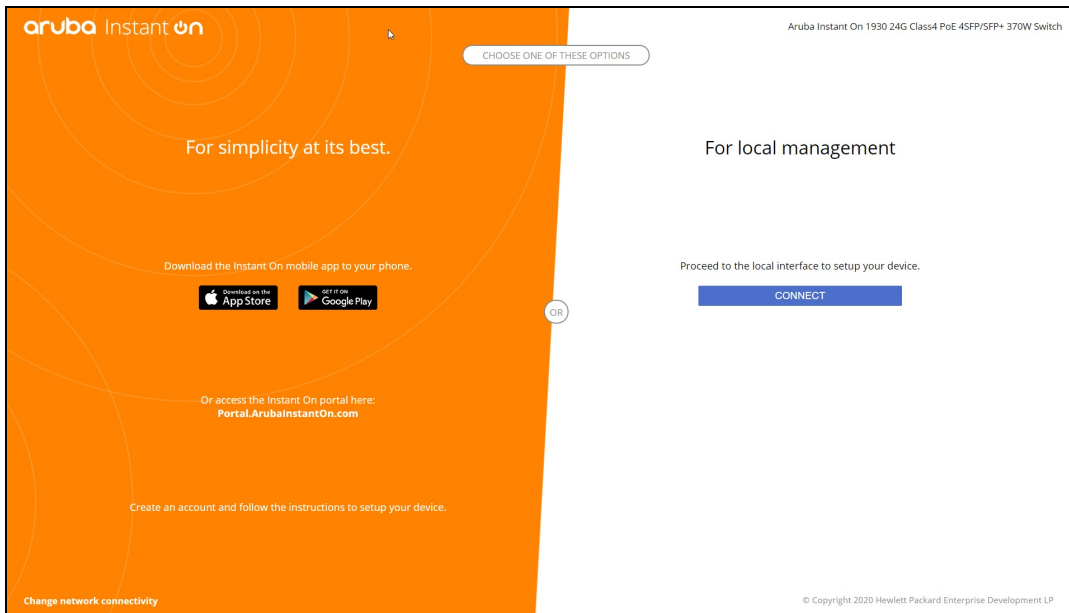 aruba Instant On
Aruba Instant On 1930 24G Class4 PoE 4SFP/SFP+ 370W Switch
CHOOSE ONE OF THESE OPTIONS
For simplicity at its best.
Download the Instant On mobile app to your phone.
Download on the
App Store
GET IT ON
Google Play
Or access the Instant On portal here:
Portal.ArubaInstantOn.com
Create an account and follow the instructions to setup your device.
Change network connectivity
OR
For local management
Proceed to the local interface to setup your device.
CONNECT
© Copyright 2020 Hewlett Packard Enterprise Development LP